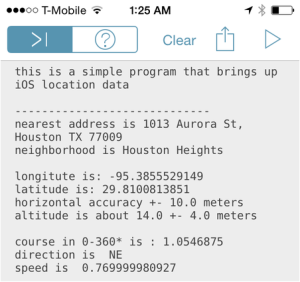 T-Mobile 1:25 AM
>| ? Clear
this is a simple program that brings up
iOS location data
----------------------------
nearest address is 1013 Aurora St,
Houston TX 77009
neighborhood is Houston Heights
longitute is: -95.3855529149
latitude is: 29.8100813851
horizontal accuracy +- 10.0 meters
altitude is about 14.0 +- 4.0 meters
course in 0-360* is : 1.0546875
direction is  NE
speed is  0.769999980927